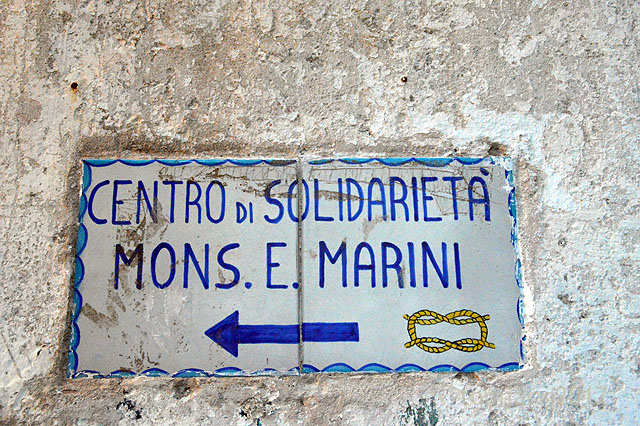 CENTRO DI SOLIDARIETÀ
MONS. E. MARINI